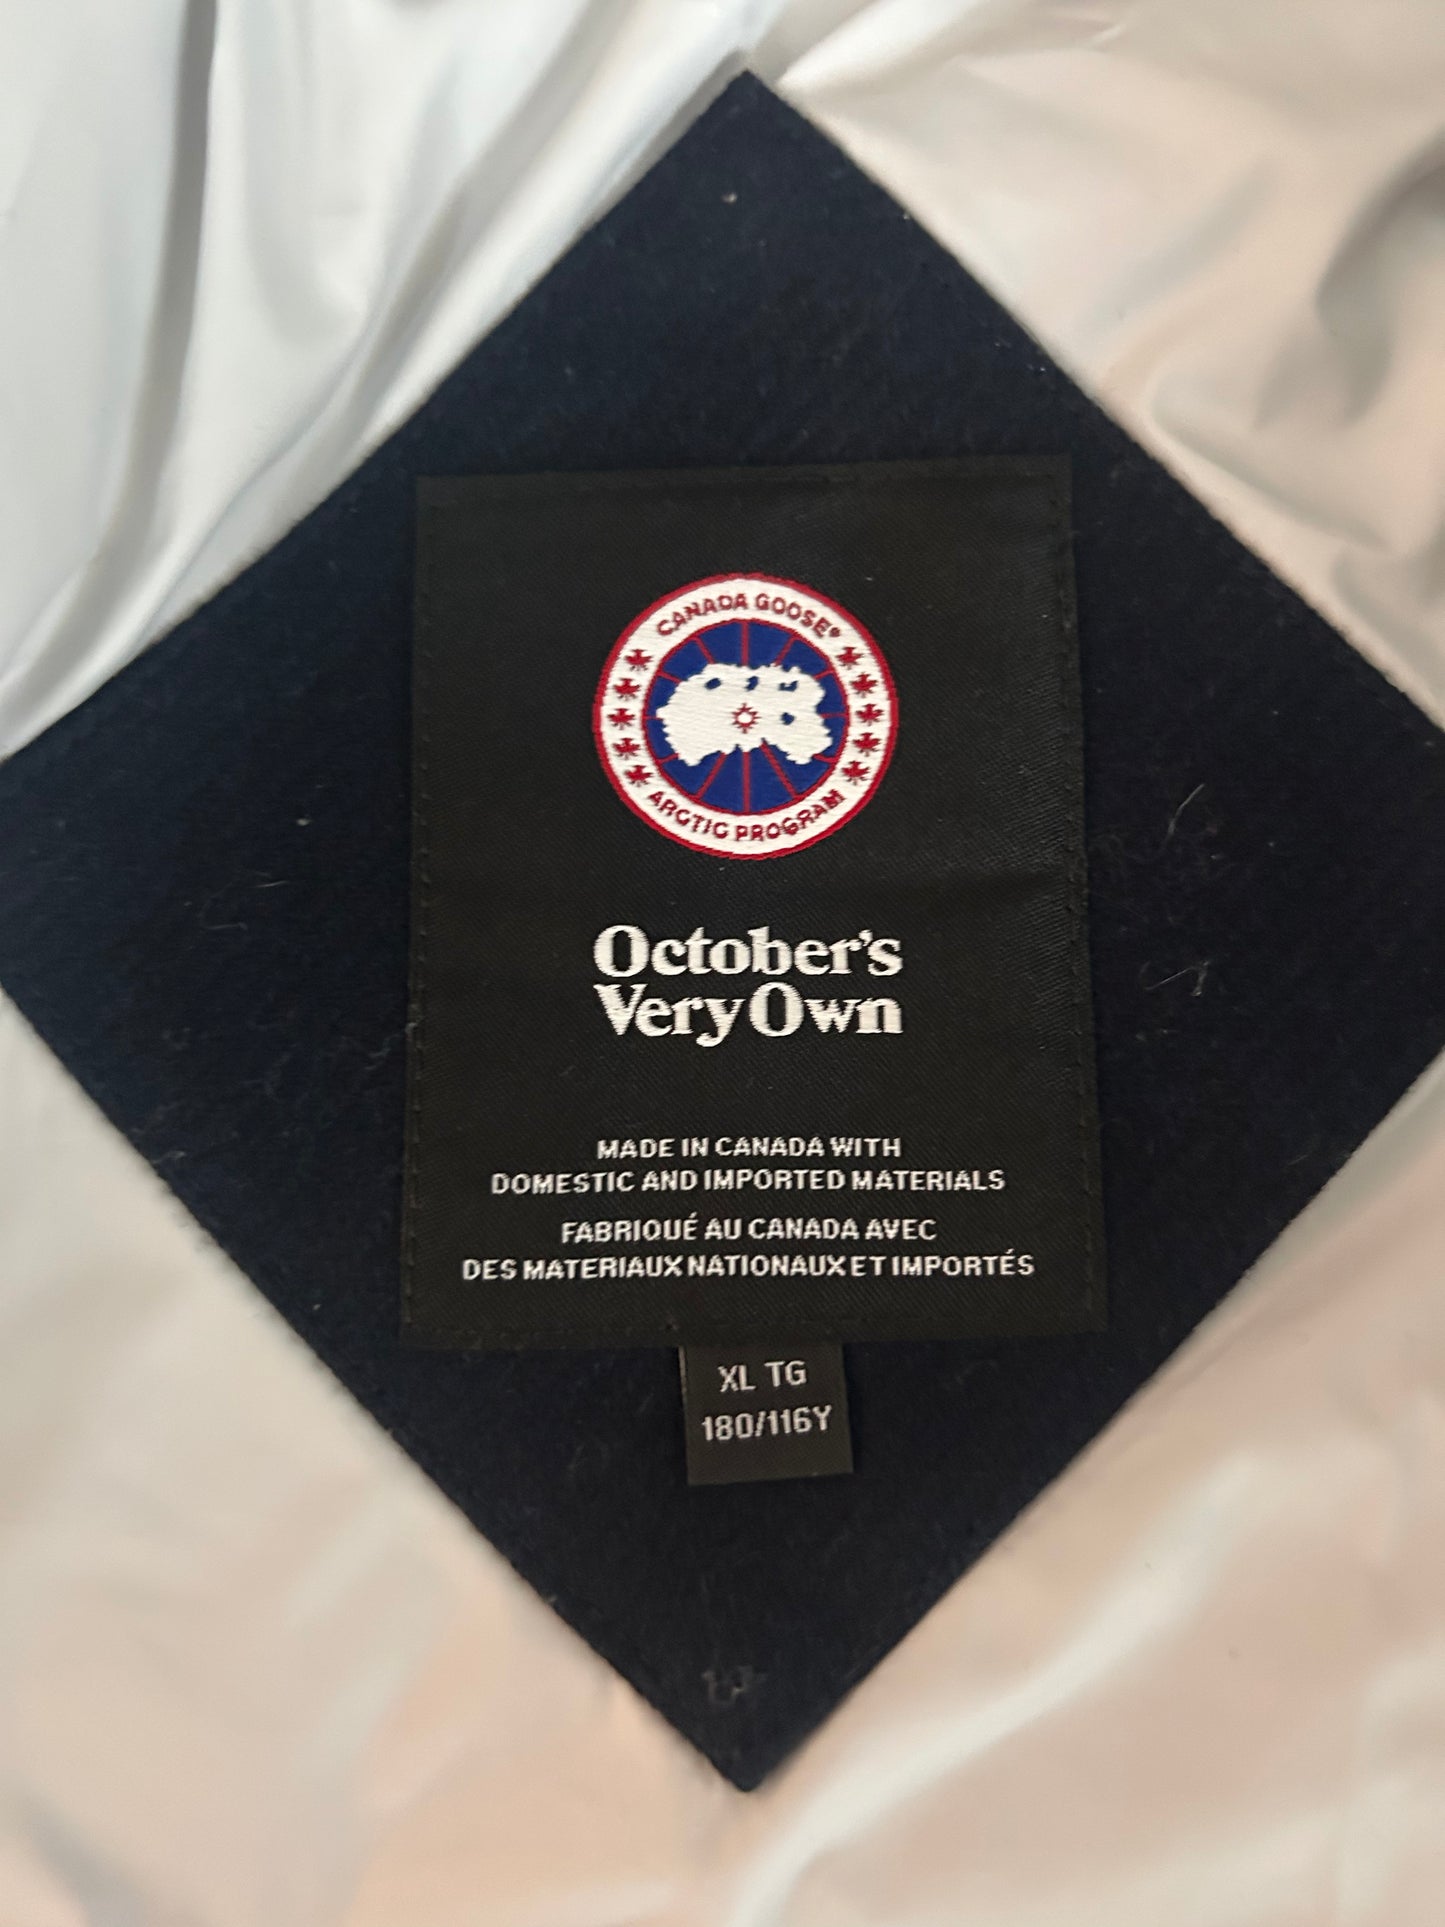 CANADA GOOSE®
ARCTIC PROGRAM
October's
Very Own
MADE IN CANADA WITH
DOMESTIC AND IMPORTED MATERIALS
FABRIQUÉ AU CANADA AVEC
DES MATERIAUX NATIONAUX ET IMPORTÉS
XL TG
180/116Y